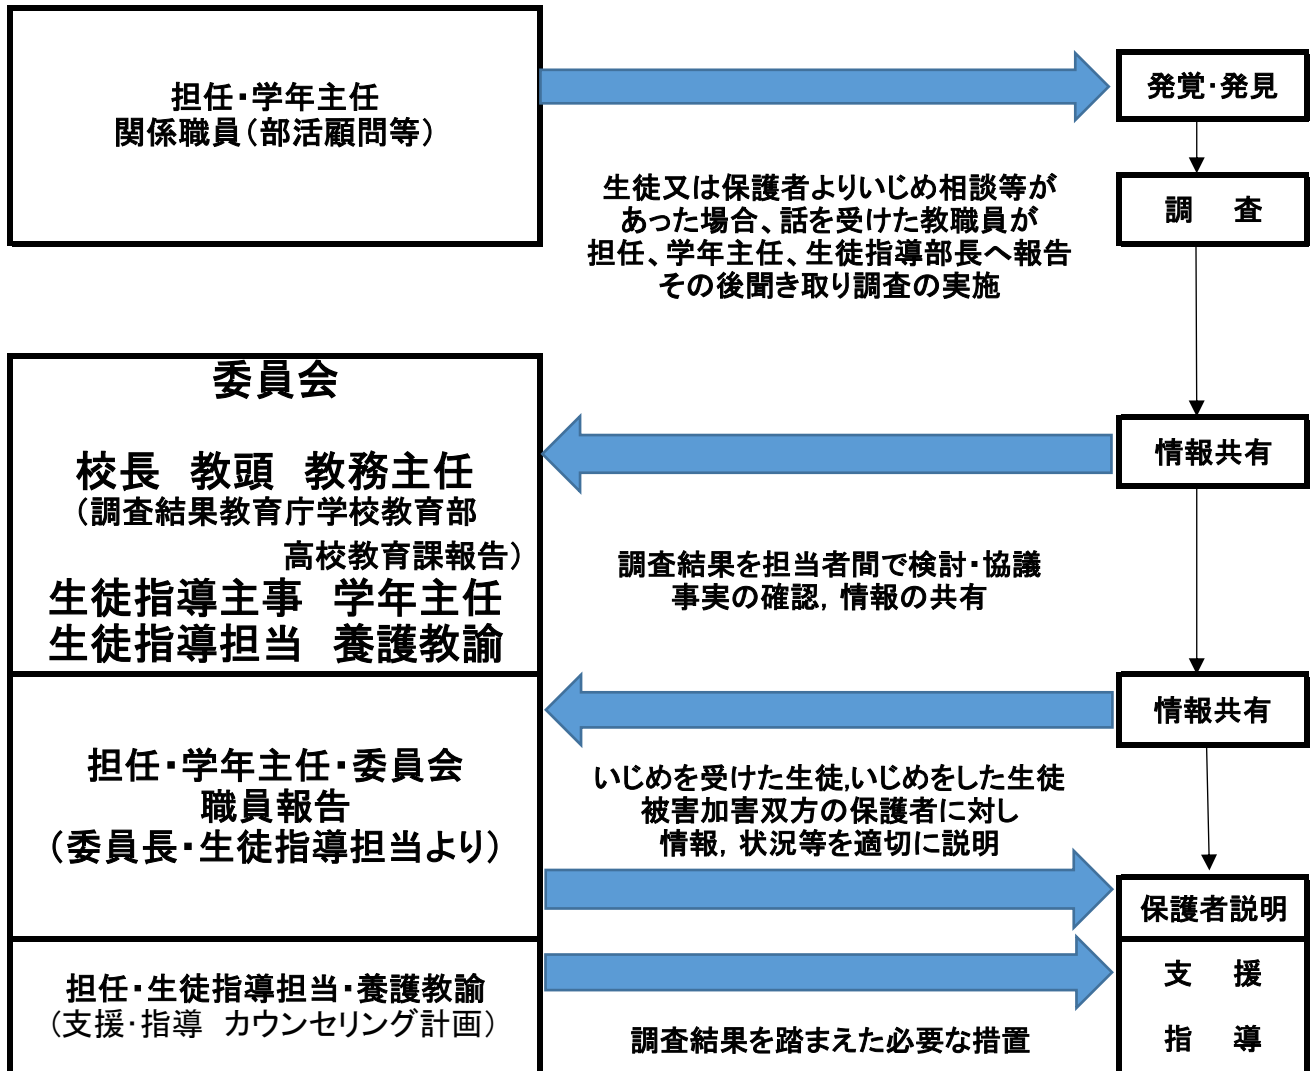 担任・学年主任
関係職員（部活顧問等）
発覚・発見
調　査
生徒又は保護者よりいじめ相談等が
あった場合、話を受けた教職員が
担任、学年主任、生徒指導部長へ報告
その後聞き取り調査の実施
委員会
校長　教頭　教務主任
（調査結果教育庁学校教育部
高校教育課報告）
生徒指導主事　学年主任
生徒指導担当　養護教諭
情報共有
調査結果を担当者間で検討・協議
事実の確認，情報の共有
情報共有
担任・学年主任・委員会
職員報告
（委員長・生徒指導担当より）
いじめを受けた生徒,いじめをした生徒
被害加害双方の保護者に対し
情報，状況等を適切に説明
保護者説明
担任・生徒指導担当・養護教諭
（支援・指導　カウンセリング計画）
支　援
指　導
調査結果を踏まえた必要な措置